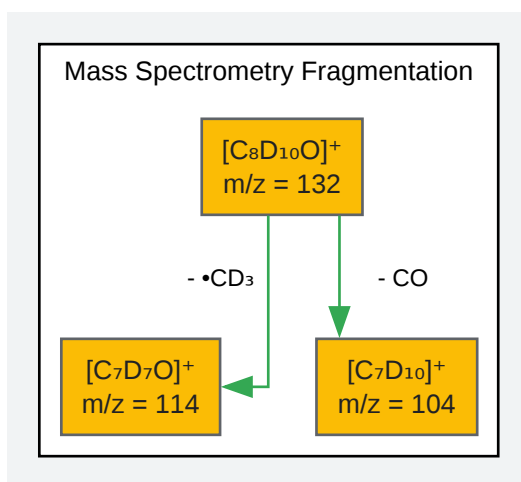 Mass Spectrometry Fragmentation
[C₈D₁₀O]⁺
m/z = 132
- •CD₃
- CO
[C₇D₇O]⁺
m/z = 114
[C₇D₁₀]⁺
m/z = 104